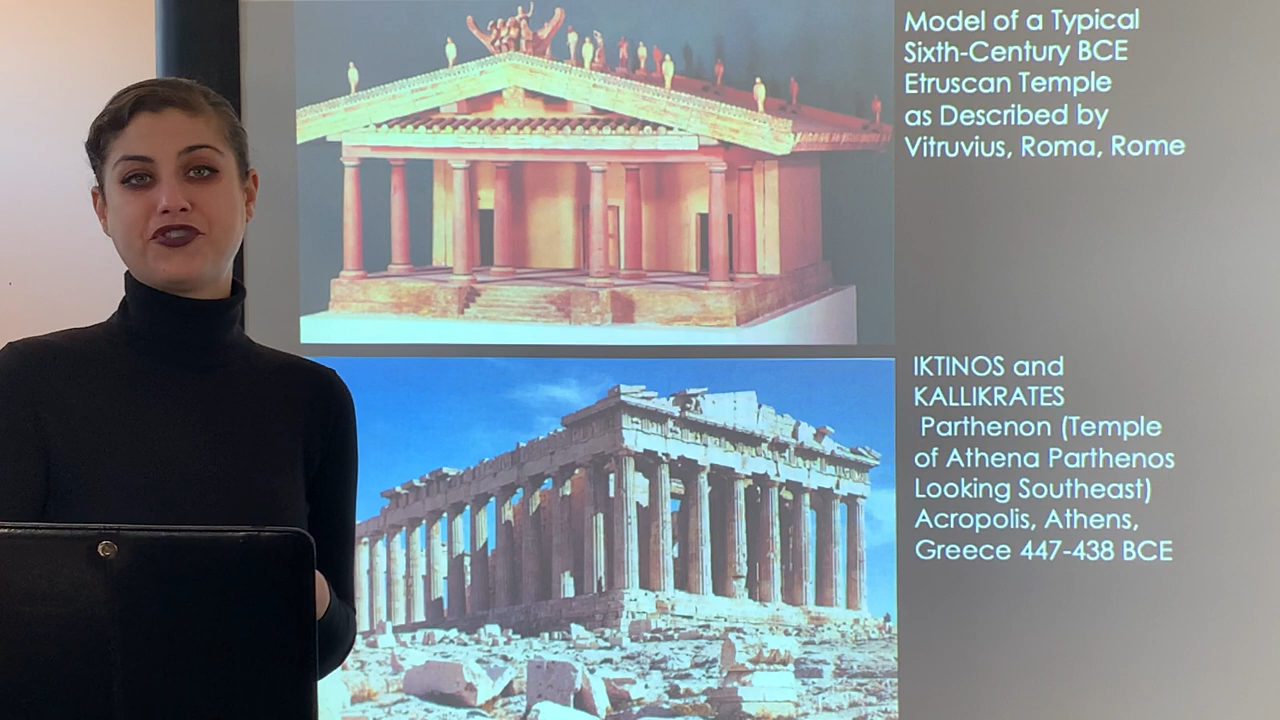 Model of a Typical
Sixth-Century BCE
Etruscan Temple
as Described by
Vitruvius, Roma, Rome
IKTINOS and
KALLIKRATES
Parthenon (Temple
of Athena Parthenos
Looking Southeast)
Acropolis, Athens,
Greece 447-438 BCE